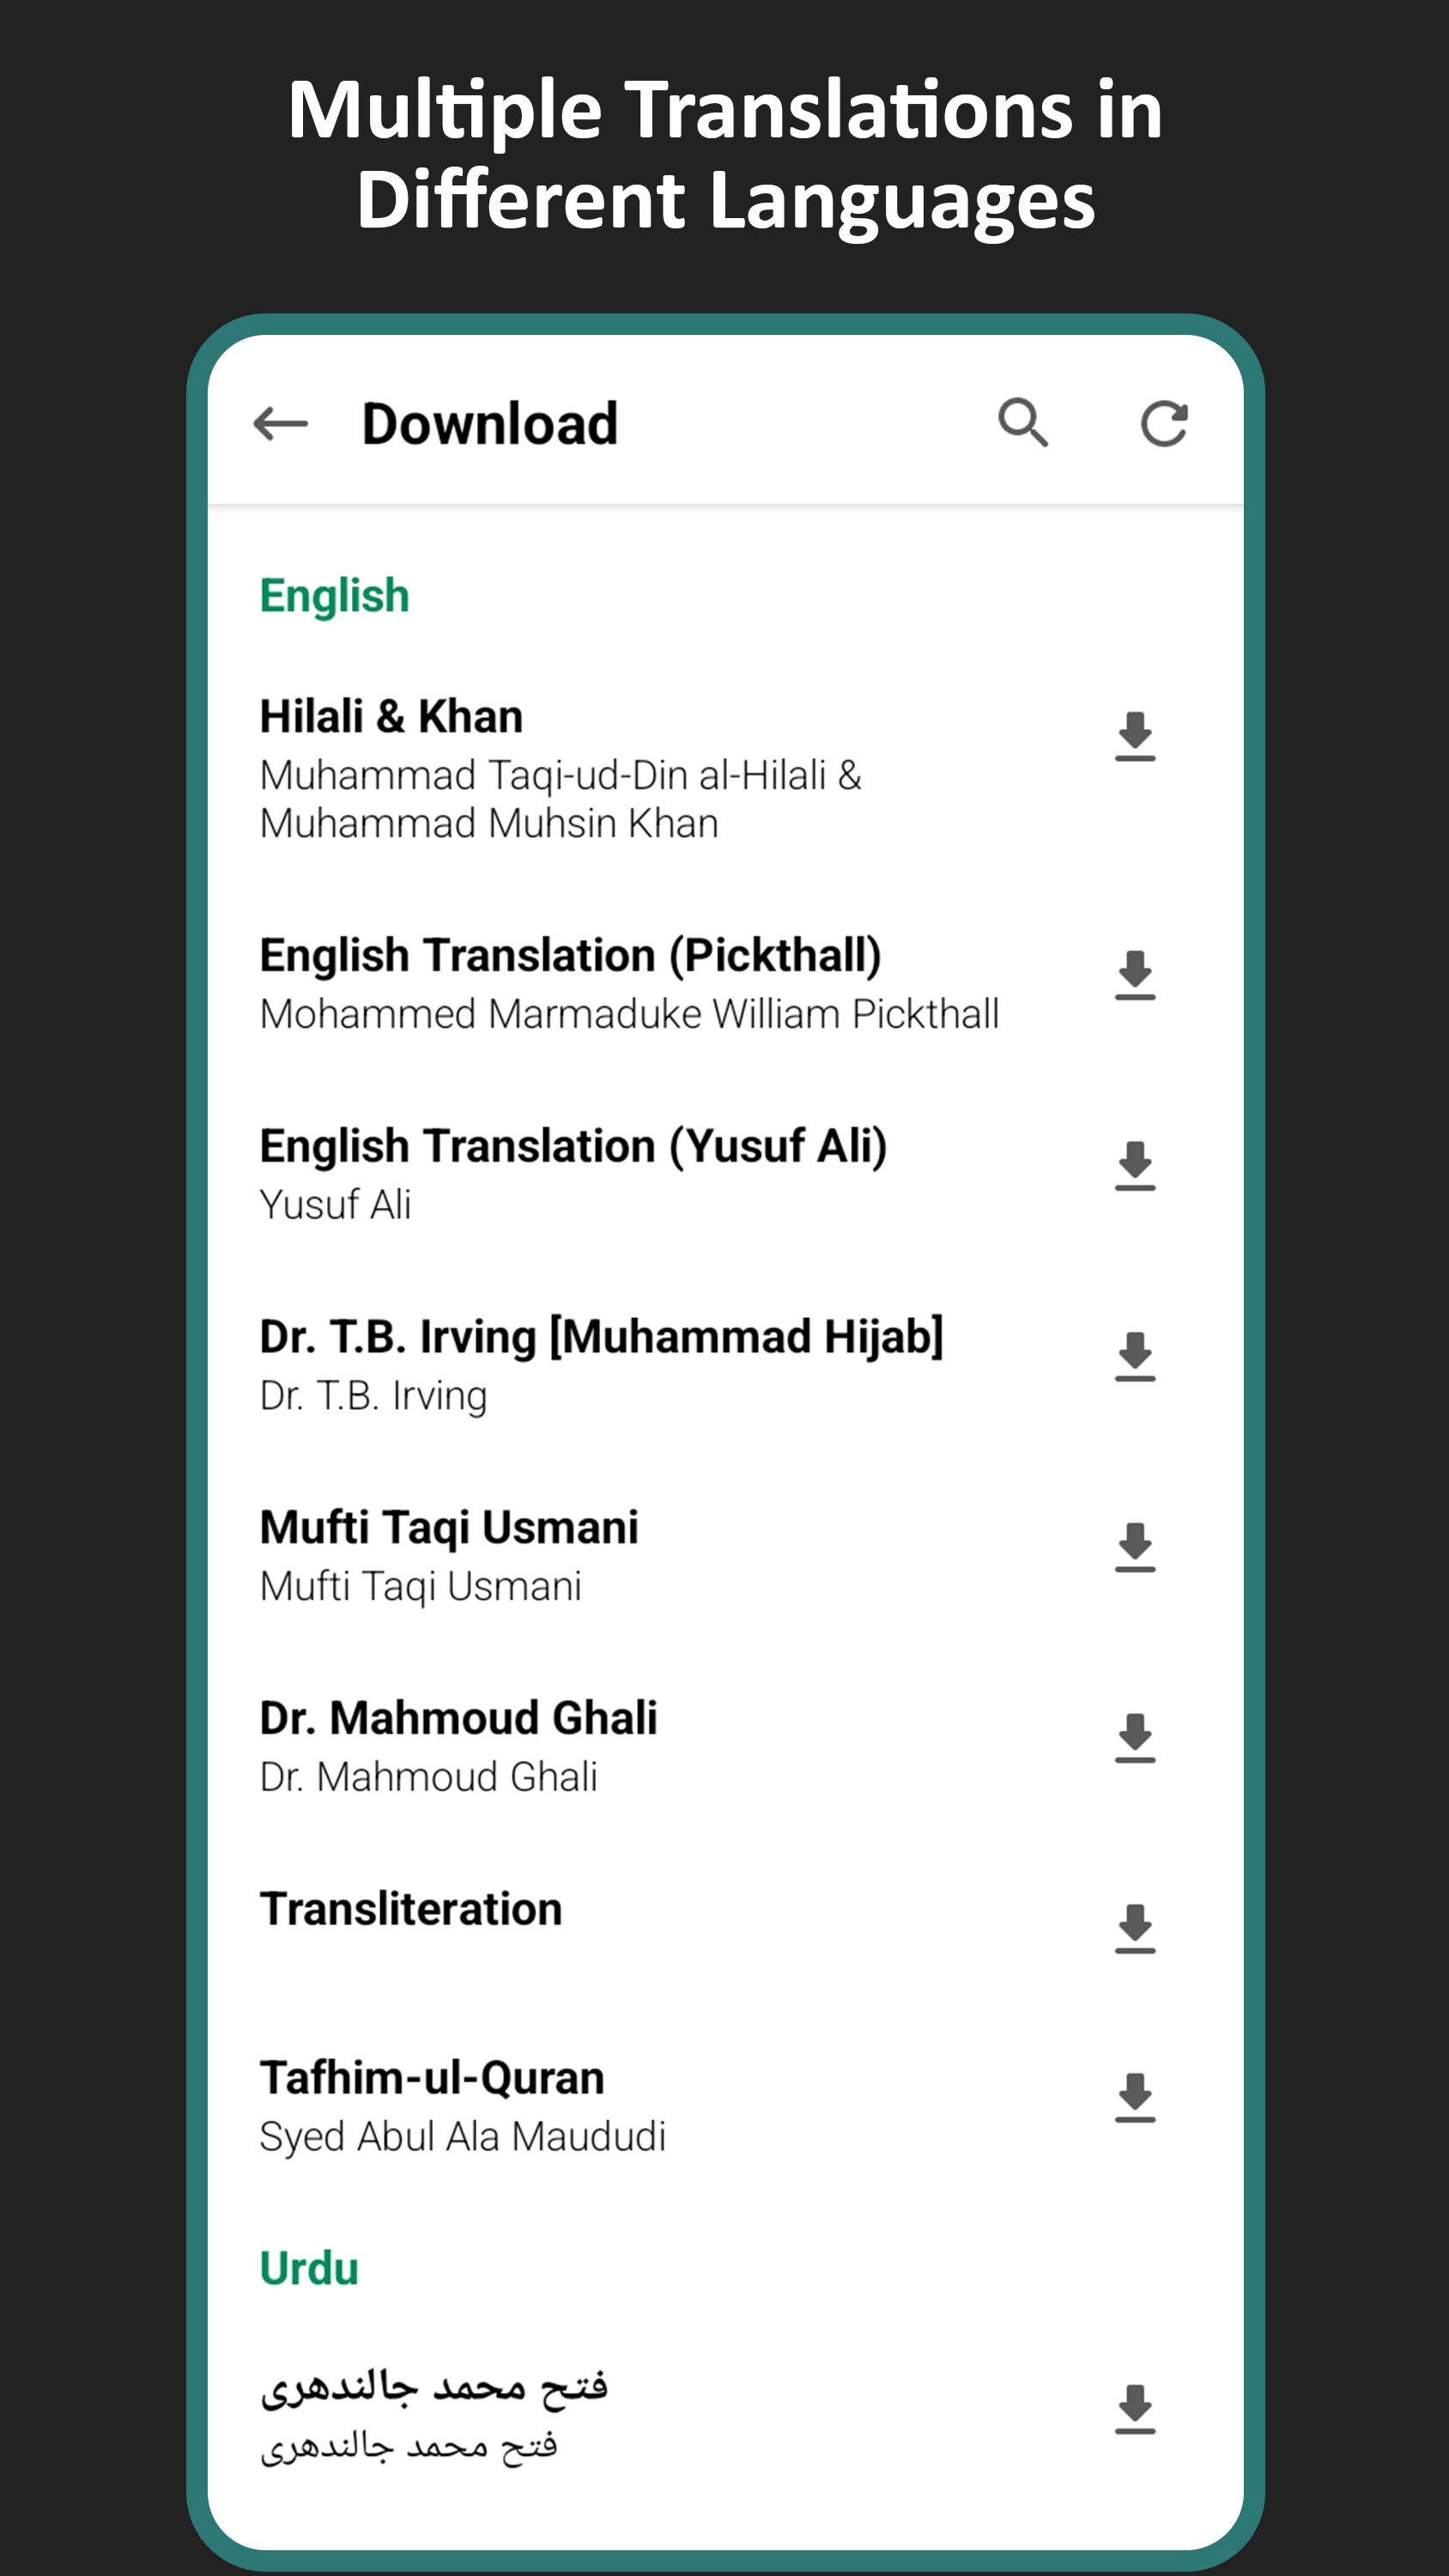 Multiple Translations in
Different Languages
Download
English
Hilali & Khan
Muhammad Taqi-ud-Din al-Hilali &
Muhammad Muhsin Khan
English Translation (Pickthall)
Mohammed Marmaduke William Pickthall
English Translation (Yusuf Ali)
Yusuf Ali
Dr. T.B. Irving [Muhammad Hijab]
Dr. T.B. Irving
Mufti Taqi Usmani
Mufti Taqi Usmani
Dr. Mahmoud Ghali
Dr. Mahmoud Ghali
Transliteration
Tafhim-ul-Quran
Syed Abul Ala Maududi
Urdu
فتح محمد جالندھری
فتح محمد جالندھری